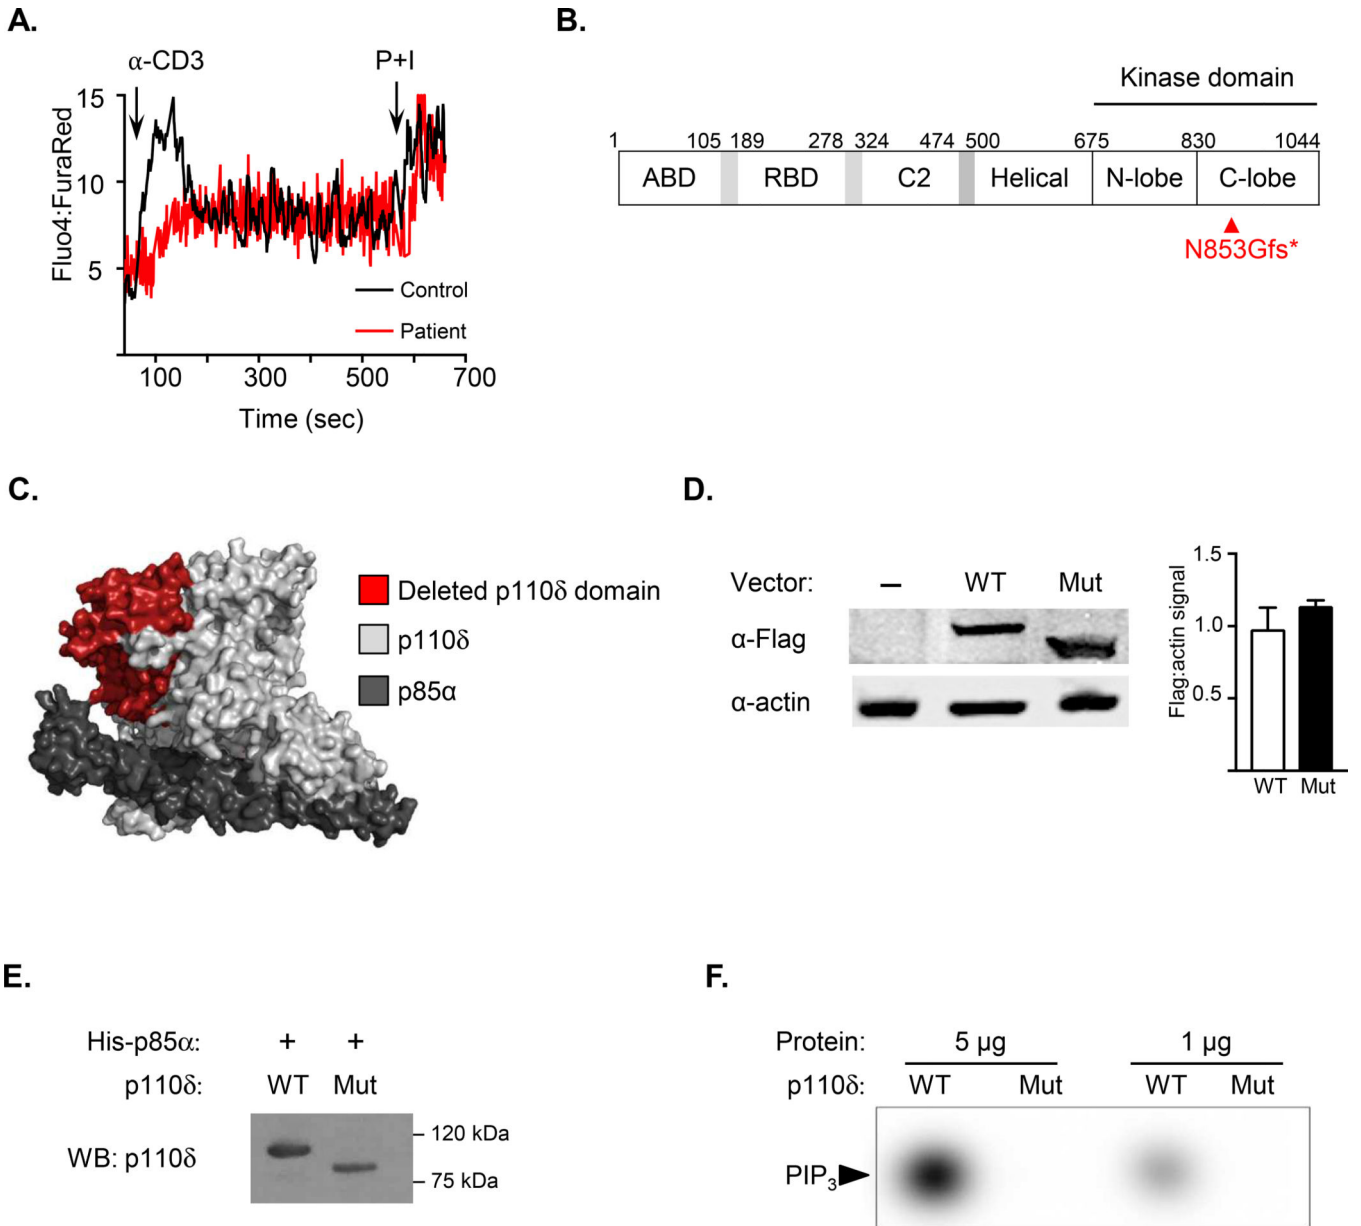 A.
α-CD3
P+I
15
10
5
Fluo4:FuraRed
Control
Patient
100 300 500 700
Time (sec)
B.
Kinase domain
1 105 189 278 324 474 500 675 830 1044
ABD RBD C2 Helical N-lobe C-lobe
N853Gfs*
C.
Deleted p110δ domain
p110δ
p85α
D.
Vector: – WT Mut
α-Flag
α-actin
1.5
1.0
0.5
Flag:actin signal
WT Mut
E.
His-p85α: + +
p110δ: WT Mut
WB: p110δ
120 kDa
75 kDa
F.
Protein: 5 µg 1 µg
p110δ: WT Mut WT Mut
PIP₃